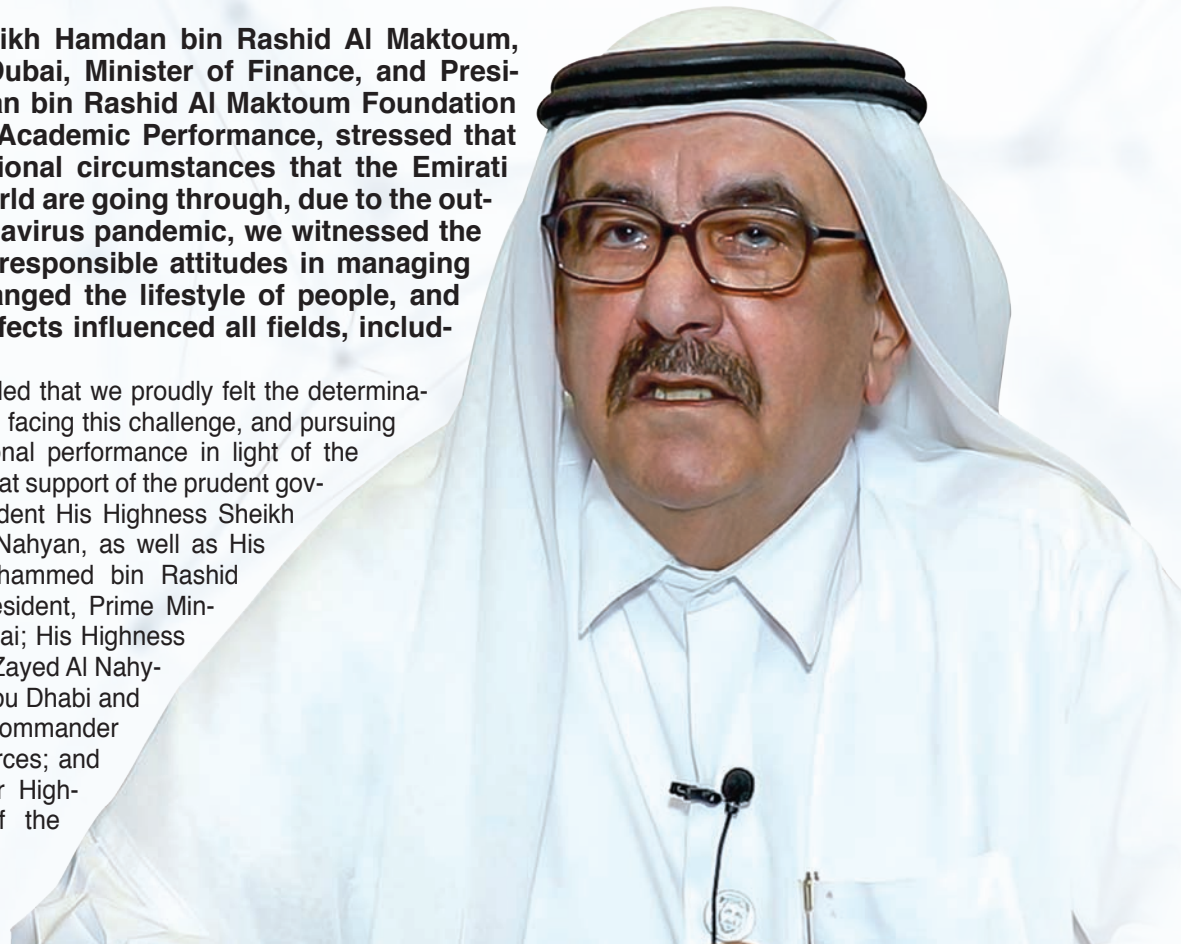 ikh Hamdan bin Rashid Al Maktoum,
Dubai, Minister of Finance, and Presi-
an bin Rashid Al Maktoum Foundation
Academic Performance, stressed that
ional circumstances that the Emirati
rld are going through, due to the out-
avirus pandemic, we witnessed the
responsible attitudes in managing
anged the lifestyle of people, and
fects influenced all fields, includ-
led that we proudly felt the determina-
facing this challenge, and pursuing
onal performance in light of the
at support of the prudent gov-
dent His Highness Sheikh
Nahyan, as well as His
hammed bin Rashid
esident, Prime Min-
ai; His Highness
Zayed Al Nahy-
bu Dhabi and
ommander
rces; and
r High-
f the